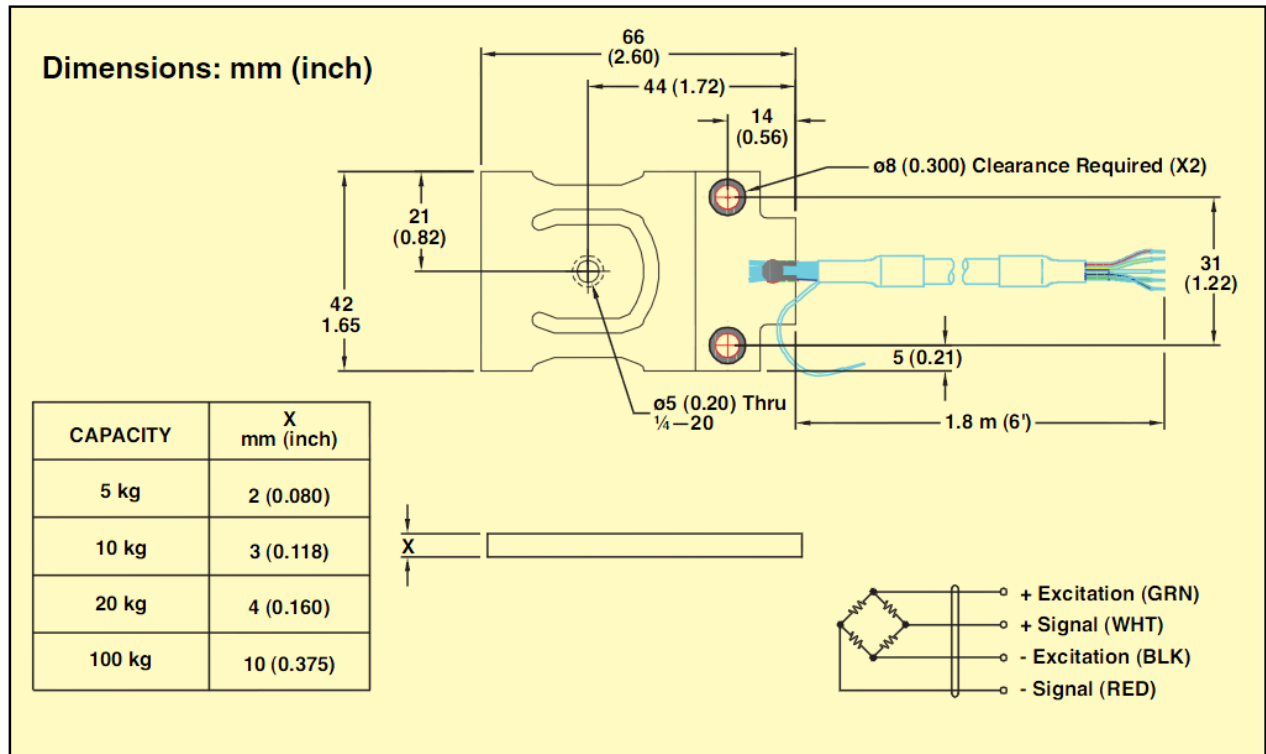 Dimensions: mm (inch)
66
(2.60)
44 (1.72)
14
(0.56)
ø8 (0.300) Clearance Required (X2)
21
(0.82)
42
1.65
31
(1.22)
5 (0.21)
ø5 (0.20) Thru
¼—20
1.8 m (6')
CAPACITY
X
mm (inch)
5 kg
2 (0.080)
10 kg
3 (0.118)
20 kg
4 (0.160)
100 kg
10 (0.375)
X
+ Excitation (GRN)
+ Signal (WHT)
- Excitation (BLK)
- Signal (RED)